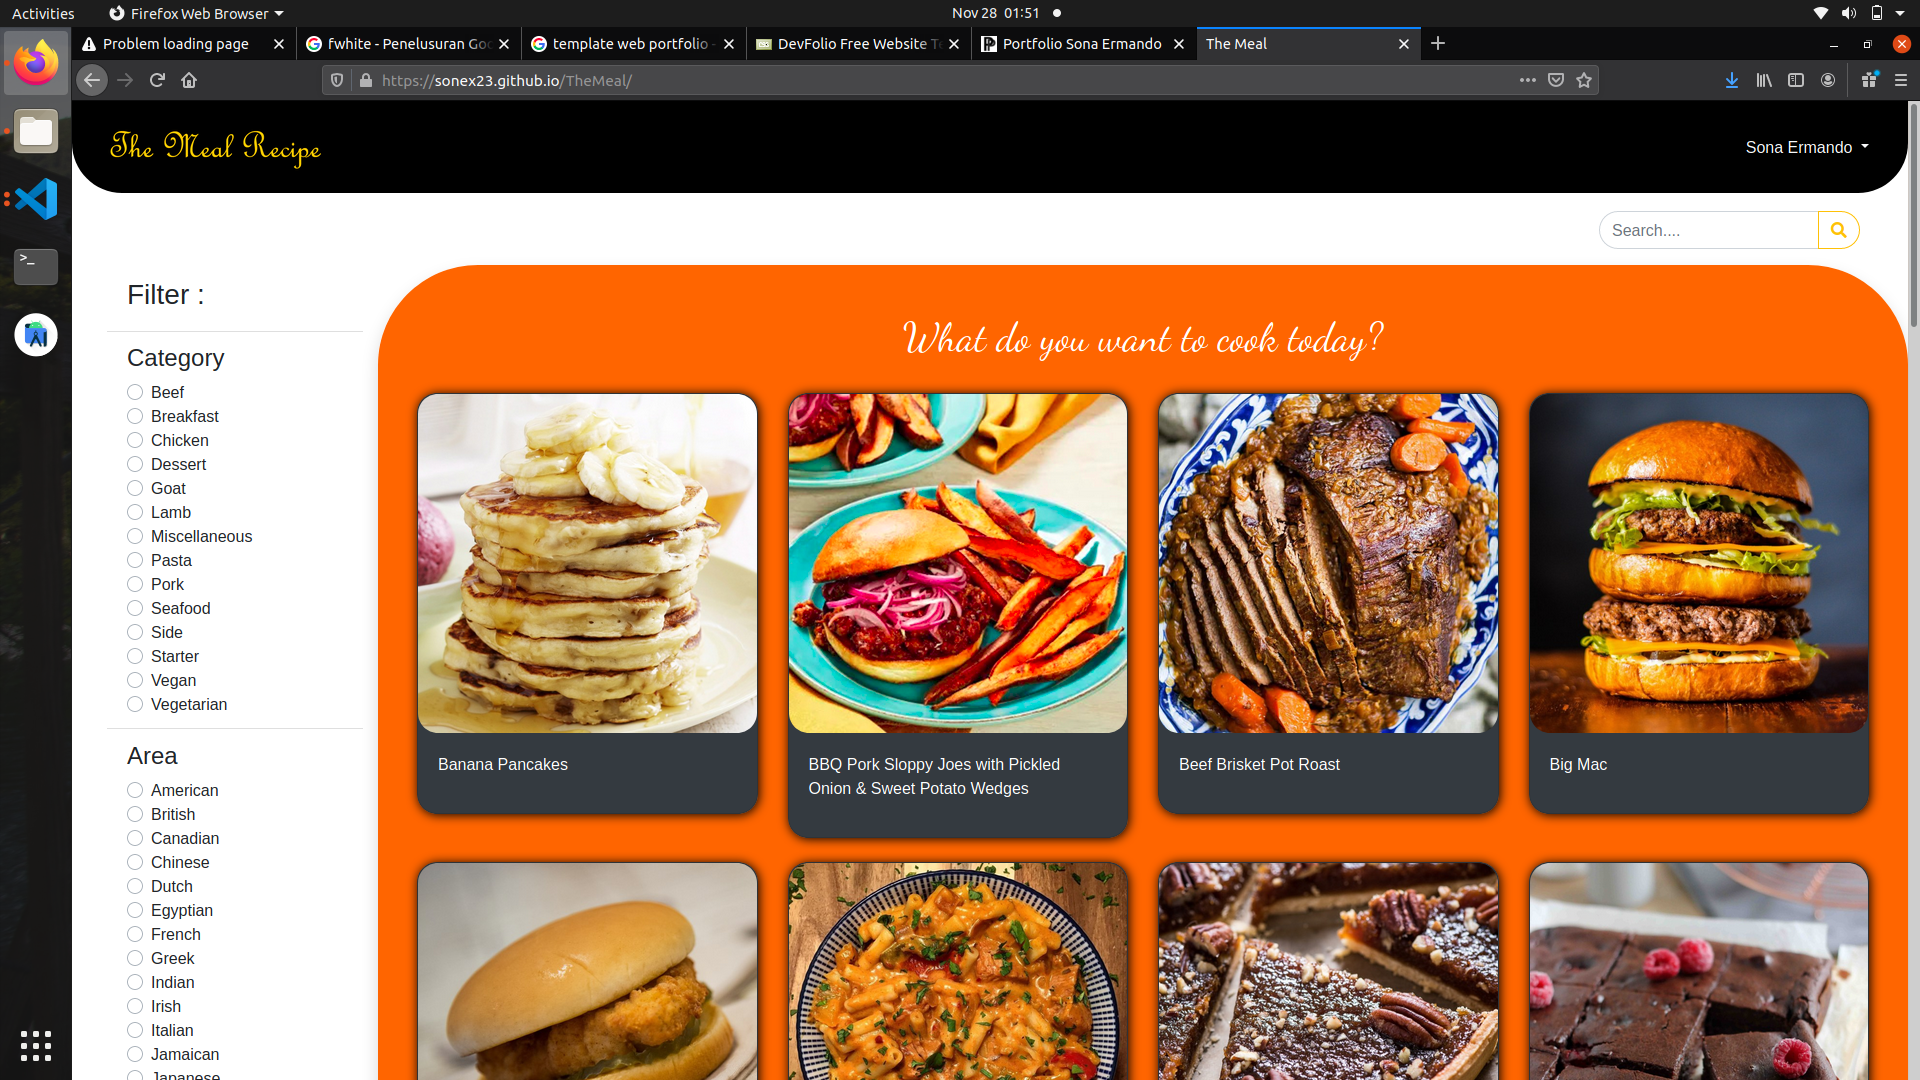 Activities
Firefox Web Browser
Nov 28 01:51
Problem loading page
fwhite - Penelusuran Goo
template web portfolio -
DevFolio Free Website Te
Portfolio Sona Ermando
The Meal
https://sonex23.github.io/TheMeal/
The Meal Recipe
Sona Ermando
Search....
Filter :
Category
Beef
Breakfast
Chicken
Dessert
Goat
Lamb
Miscellaneous
Pasta
Pork
Seafood
Side
Starter
Vegan
Vegetarian
Area
American
British
Canadian
Chinese
Dutch
Egyptian
French
Greek
Indian
Irish
Italian
Jamaican
Japanese
What do you want to cook today?
Banana Pancakes
BBQ Pork Sloppy Joes with Pickled
Onion & Sweet Potato Wedges
Beef Brisket Pot Roast
Big Mac